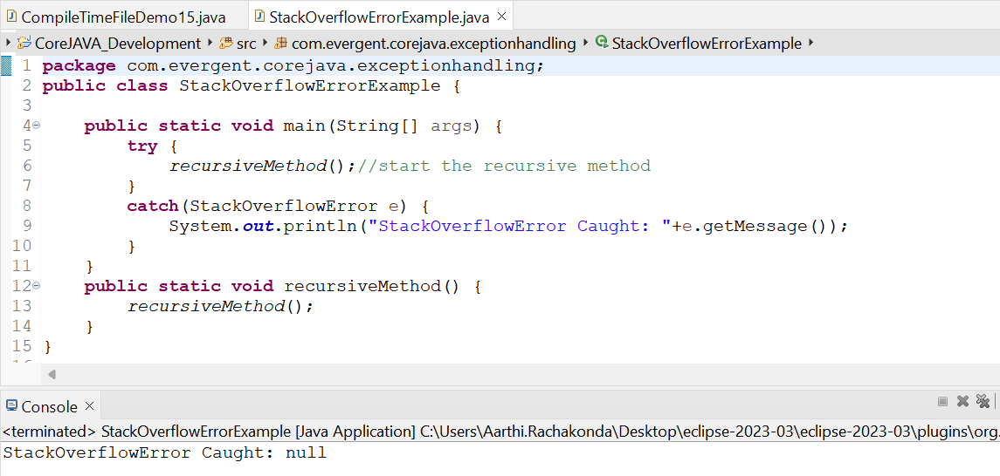 CompileTimeFileDemo15.java StackOverflowErrorExample.java
CoreJAVA_Development src com.evergent.corejava.exceptionhandling StackOverflowErrorExample
1 package com.evergent.corejava.exceptionhandling;
2 public class StackOverflowErrorExample {
3
4 public static void main(String[] args) {
5 try {
6 recursiveMethod();//start the recursive method
7 }
8 catch(StackOverflowError e) {
9 System.out.println("StackOverflowError Caught: "+e.getMessage());
10 }
11 }
12 public static void recursiveMethod() {
13 recursiveMethod();
14 }
15 }
Console
<terminated> StackOverflowErrorExample [Java Application] C:\Users\Aarthi.Rachakonda\Desktop\eclipse-2023-03\eclipse-2023-03\plugins\org.
StackOverflowError Caught: null